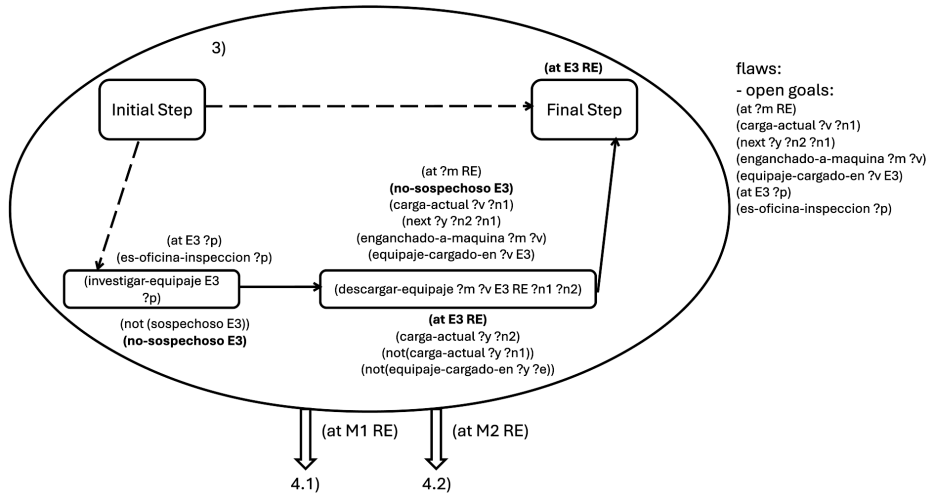 3)
(at E3 RE)
Initial Step
Final Step
flaws:
- open goals:
(at ?m RE)
(carga-actual ?v ?n1)
(next ?y ?n2 ?n1)
(enganchado-a-maquina ?m ?v)
(equipaje-cargado-en ?v E3)
(at E3 ?p)
(es-oficina-inspeccion ?p)
(at ?m RE)
(no-sospechoso E3)
(carga-actual ?v ?n1)
(next ?y ?n2 ?n1)
(enganchado-a-maquina ?m ?v)
(equipaje-cargado-en ?v E3)
(at E3 ?p)
(es-oficina-inspeccion ?p)
(investigar-equipaje E3
?p)
(descargar-equipaje ?m ?v E3 RE ?n1 ?n2)
(not (sospechoso E3))
(no-sospechoso E3)
(at E3 RE)
(carga-actual ?y ?n2)
(not(carga-actual ?y ?n1))
(not(equipaje-cargado-en ?y ?e))
(at M1 RE)
(at M2 RE)
4.1)
4.2)